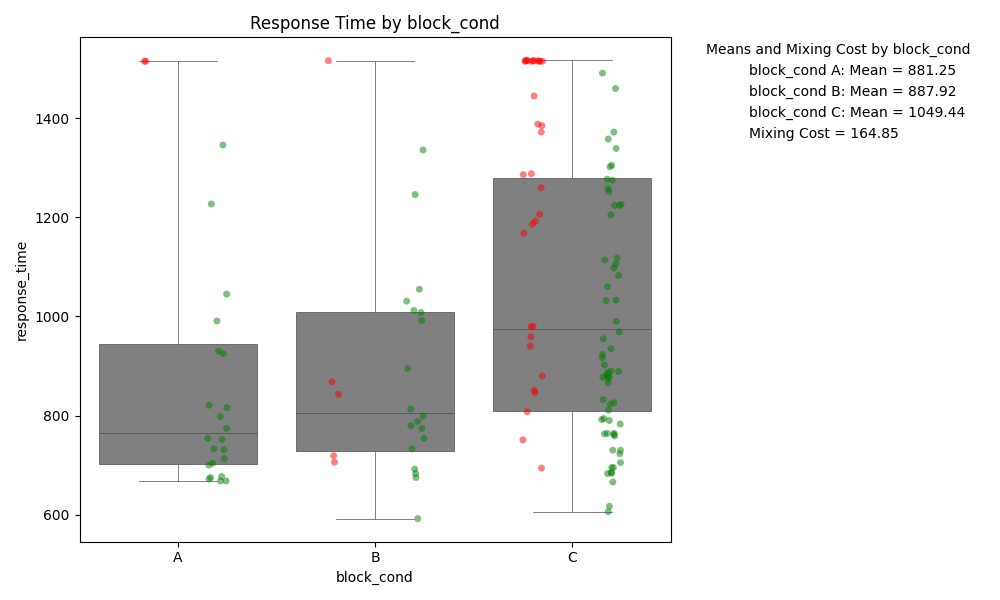 Response Time by block_cond
Means and Mixing Cost by block_cond
block_cond A: Mean = 881.25
block_cond B: Mean = 887.92
block_cond C: Mean = 1049.44
Mixing Cost = 164.85
response_time
1400
1200
1000
800
600
A
B
C
block_cond